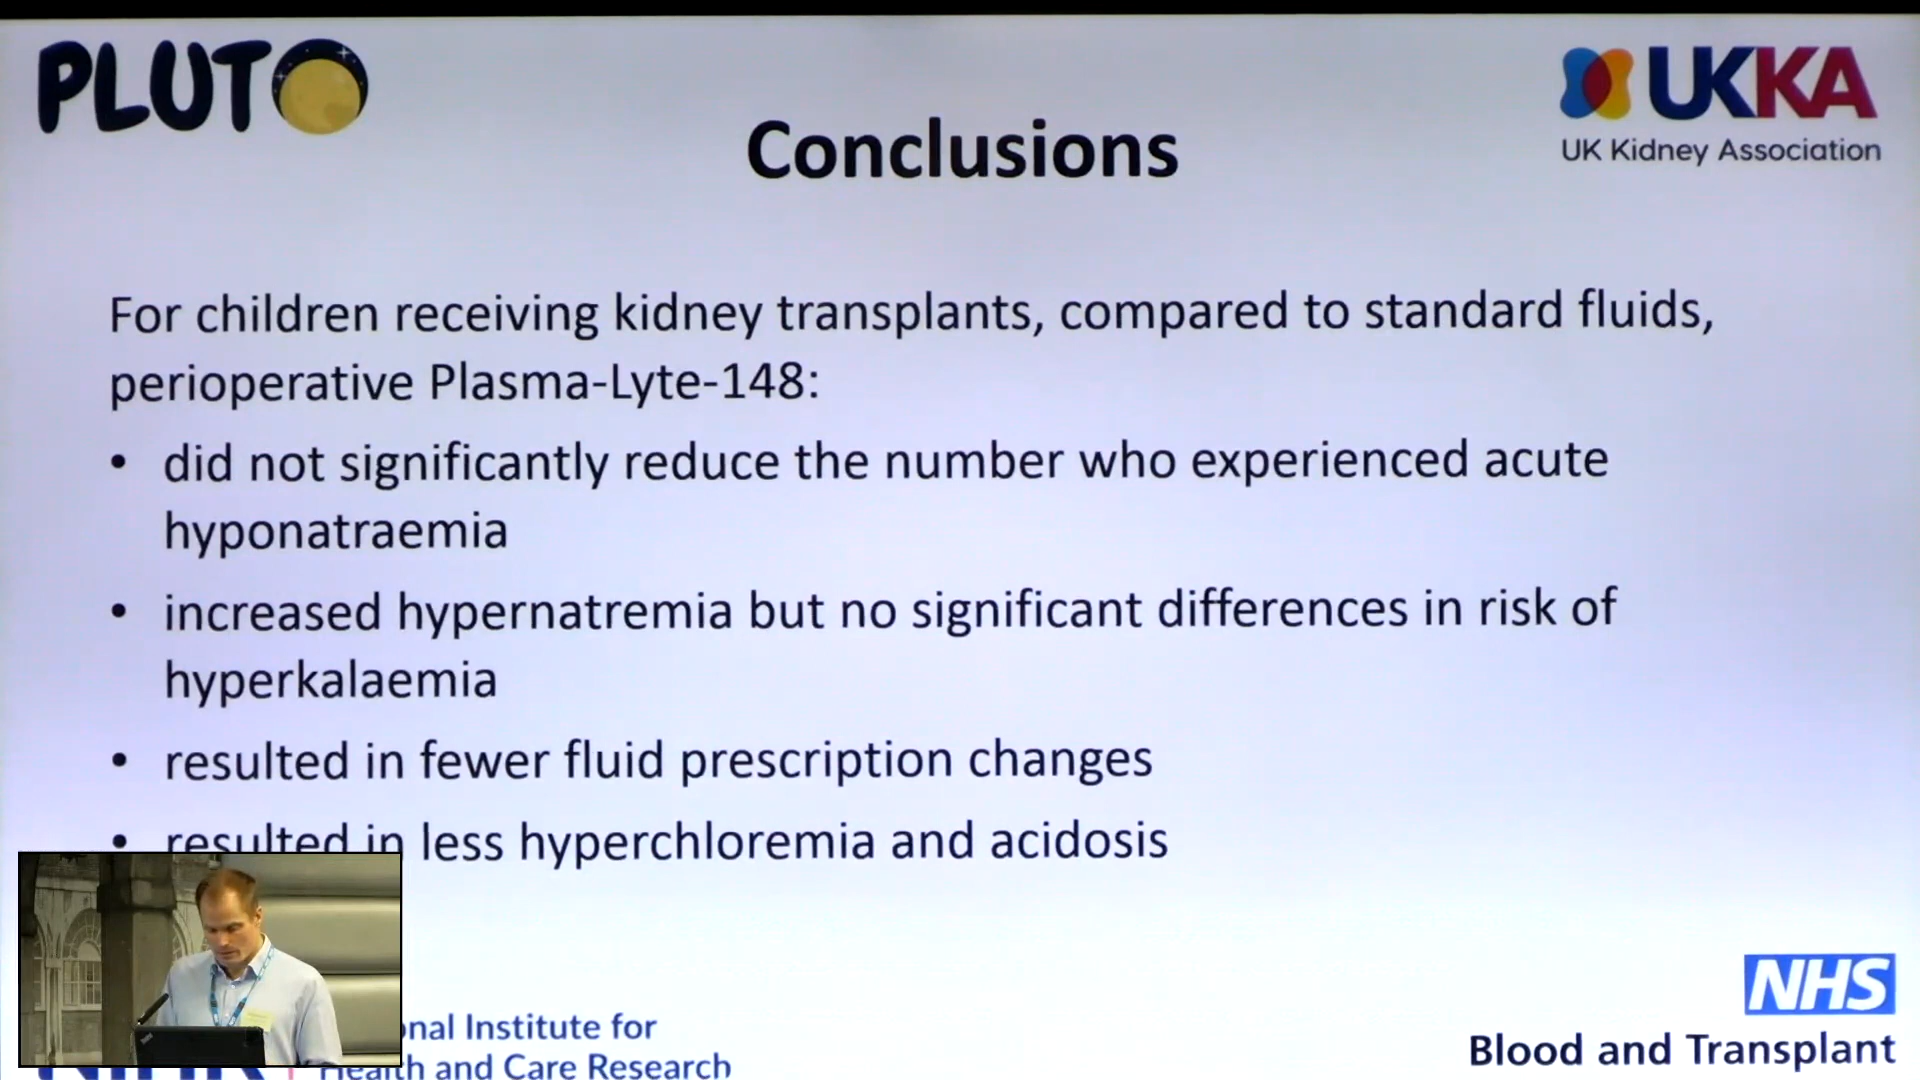 PLUTO
UKKA
UK Kidney Association
Conclusions
For children receiving kidney transplants, compared to standard fluids,
perioperative Plasma-Lyte-148:
• did not significantly reduce the number who experienced acute
hyponatraemia
• increased hypernatremia but no significant differences in risk of
hyperkalaemia
• resulted in fewer fluid prescription changes
• resulted in less hyperchloremia and acidosis
onal Institute for
Health and Care Research
NHS
Blood and Transplant